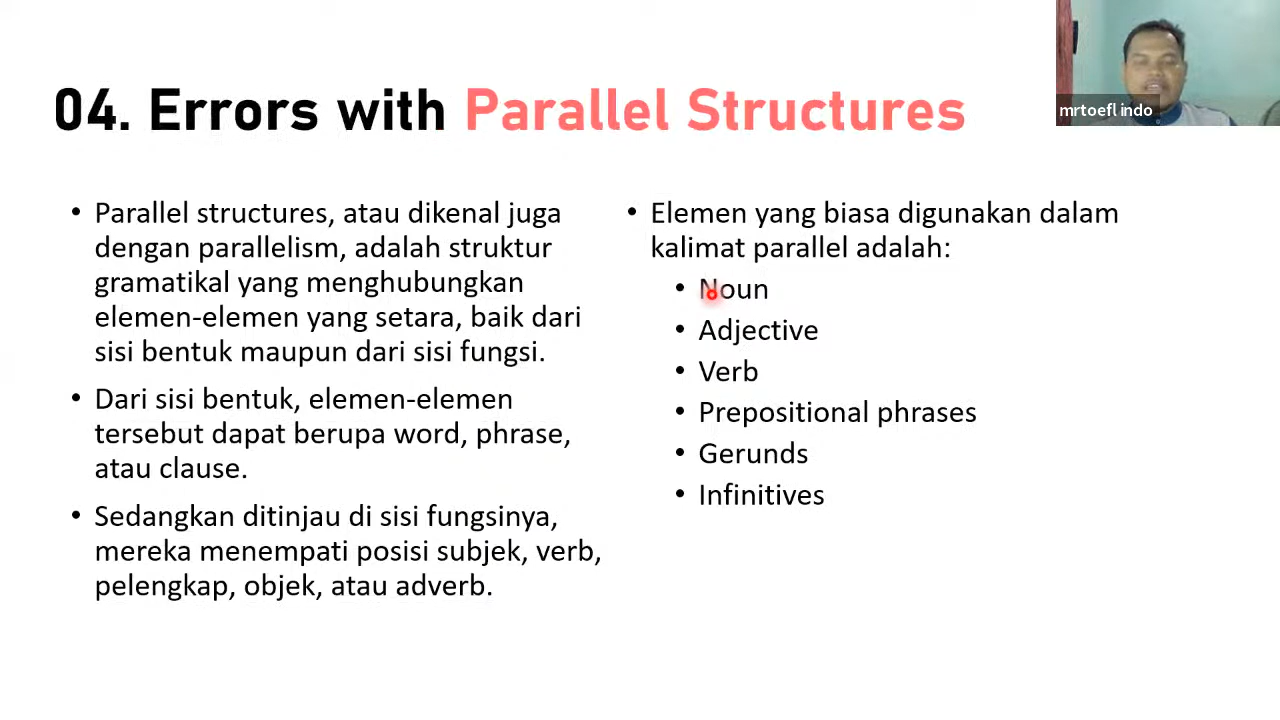 mrtoefl indo
04. Errors with Parallel Structures
• Parallel structures, atau dikenal juga
dengan parallelism, adalah struktur
gramatikal yang menghubungkan
elemen-elemen yang setara, baik dari
sisi bentuk maupun dari sisi fungsi.
• Dari sisi bentuk, elemen-elemen
tersebut dapat berupa word, phrase,
atau clause.
• Sedangkan ditinjau di sisi fungsinya,
mereka menempati posisi subjek, verb,
pelengkap, objek, atau adverb.
• Elemen yang biasa digunakan dalam
kalimat parallel adalah:
• Noun
• Adjective
• Verb
• Prepositional phrases
• Gerunds
• Infinitives